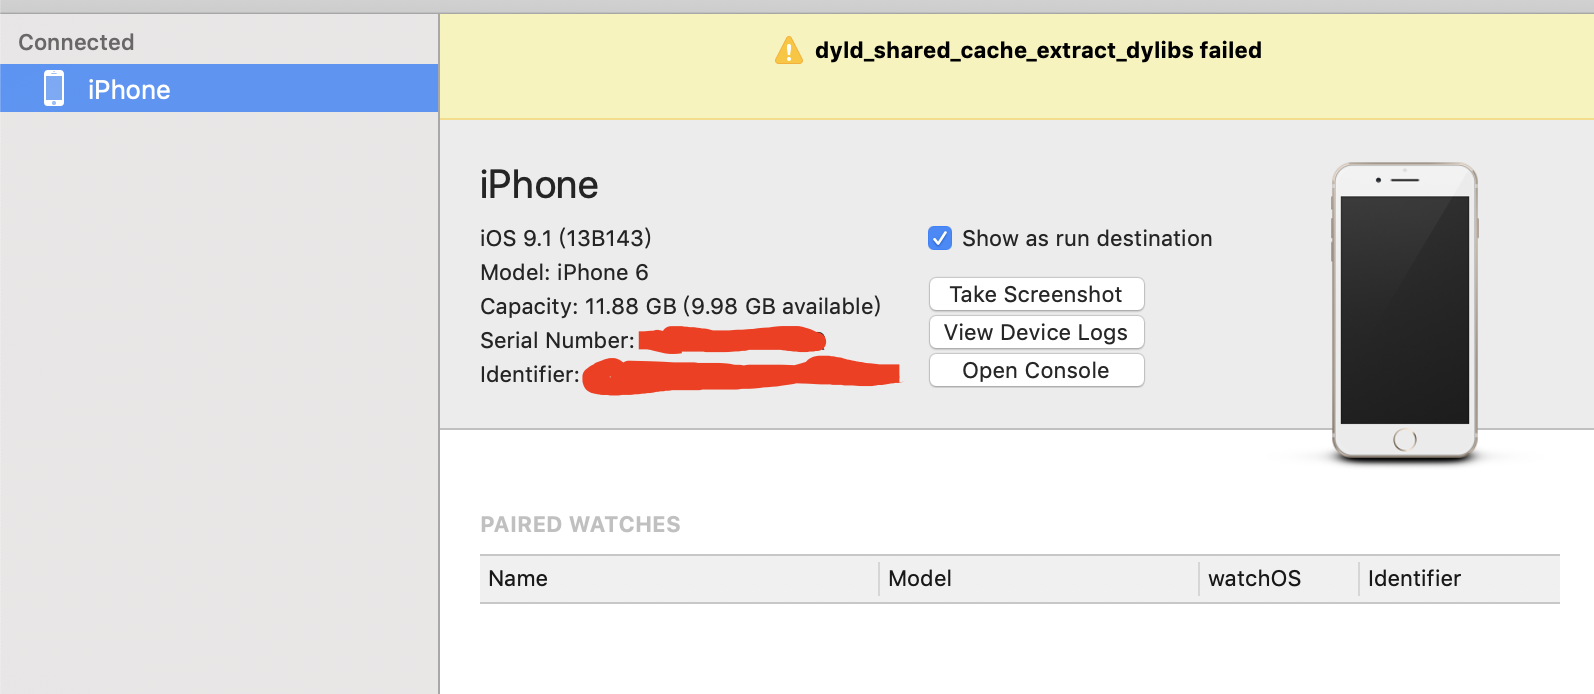 Connected
iPhone
dyld_shared_cache_extract_dylibs failed
iPhone
iOS 9.1 (13B143)
Model: iPhone 6
Capacity: 11.88 GB (9.98 GB available)
Serial Number:
Identifier:
Show as run destination
Take Screenshot
View Device Logs
Open Console
PAIRED WATCHES
Name Model watchOS Identifier